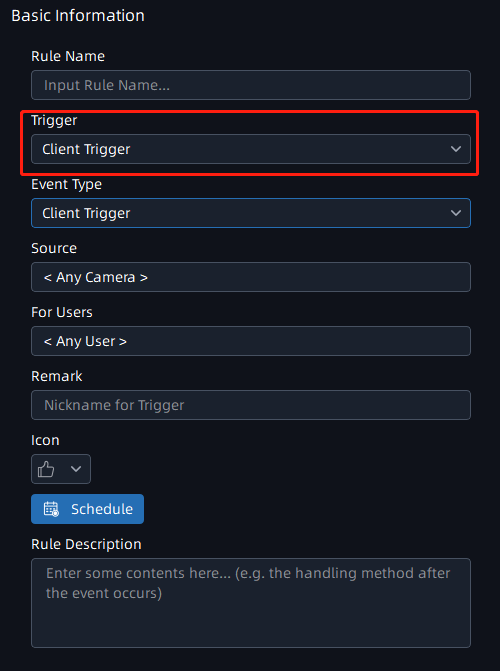 Basic Information
Rule Name
Input Rule Name...
Trigger
Client Trigger
Event Type
Client Trigger
Source
< Any Camera >
For Users
< Any User >
Remark
Nickname for Trigger
Icon
Schedule
Rule Description
Enter some contents here... (e.g. the handling method after
the event occurs)